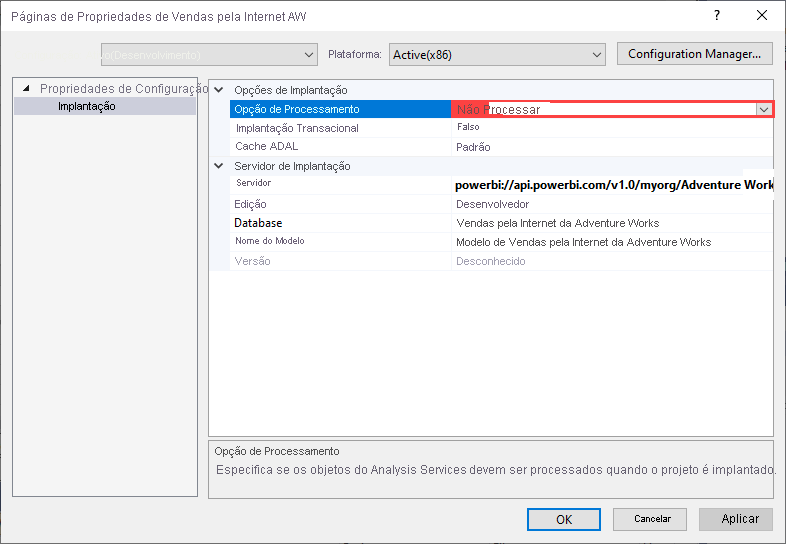 Páginas de Propriedades de Vendas pela Internet AW
?
vo(Desenvolvimento) Plataforma: Active(x86) Configuration Manager...
Propriedades de Configuração
Implantação
Opções de Implantação
Opção de Processamento Não Processar
Implantação Transacional Falso
Cache ADAL Padrão
Servidor de Implantação
Servidor powerbi://api.powerbi.com/v1.0/myorg/Adventure Work
Edição Desenvolvedor
Database Vendas pela Internet da Adventure Works
Nome do Modelo Modelo de Vendas pela Internet da Adventure Works
Versão Desconhecido
Opção de Processamento
Especifica se os objetos do Analysis Services devem ser processados quando o projeto é implantado.
OK Cancelar Aplicar